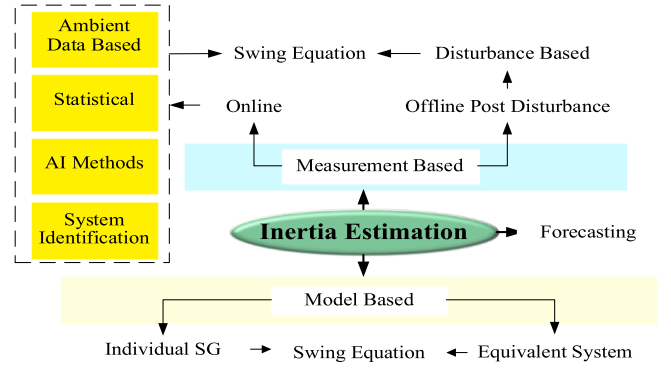 Ambient
Data Based
Swing Equation
Disturbance Based
Statistical
Online
Offline Post Disturbance
AI Methods
Measurement Based
System
Identification
Inertia Estimation
Forecasting
Model Based
Individual SG
Swing Equation
Equivalent System